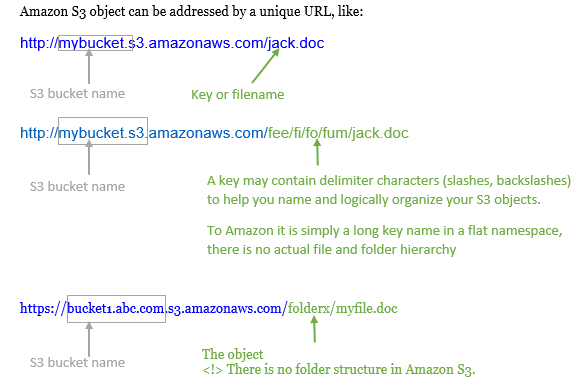 Amazon S3 object can be addressed by a unique URL, like:
http://mybucket.s3.amazonaws.com/jack.doc
S3 bucket name
Key or filename
http://mybucket.s3.amazonaws.com/fee/fi/fo/fum/jack.doc
S3 bucket name
A key may contain delimiter characters (slashes, backslashes)
to help you name and logically organize your S3 objects.
To Amazon it is simply a long key name in a flat namespace,
there is no actual file and folder hierarchy
https://bucket1.abc.com.s3.amazonaws.com/folderx/myfile.doc
S3 bucket name
The object
<!> There is no folder structure in Amazon S3.